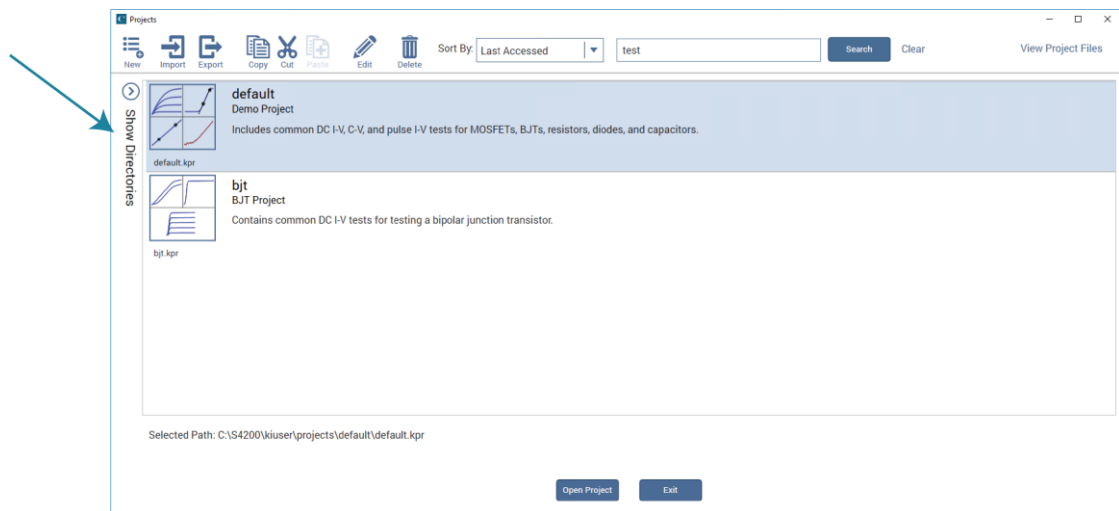 Projects
New Import Export Copy Cut Paste Edit Delete Sort By: Last Accessed test Search Clear View Project Files
Show Directories
default
Demo Project
Includes common DC I-V, C-V, and pulse I-V tests for MOSFETs, BJTs, resistors, diodes, and capacitors.
default.kpr
bjt
BJT Project
Contains common DC I-V tests for testing a bipolar junction transistor.
bjt.kpr
Selected Path: C:\S4200\kiuser\projects\default\default.kpr
Open Project Exit